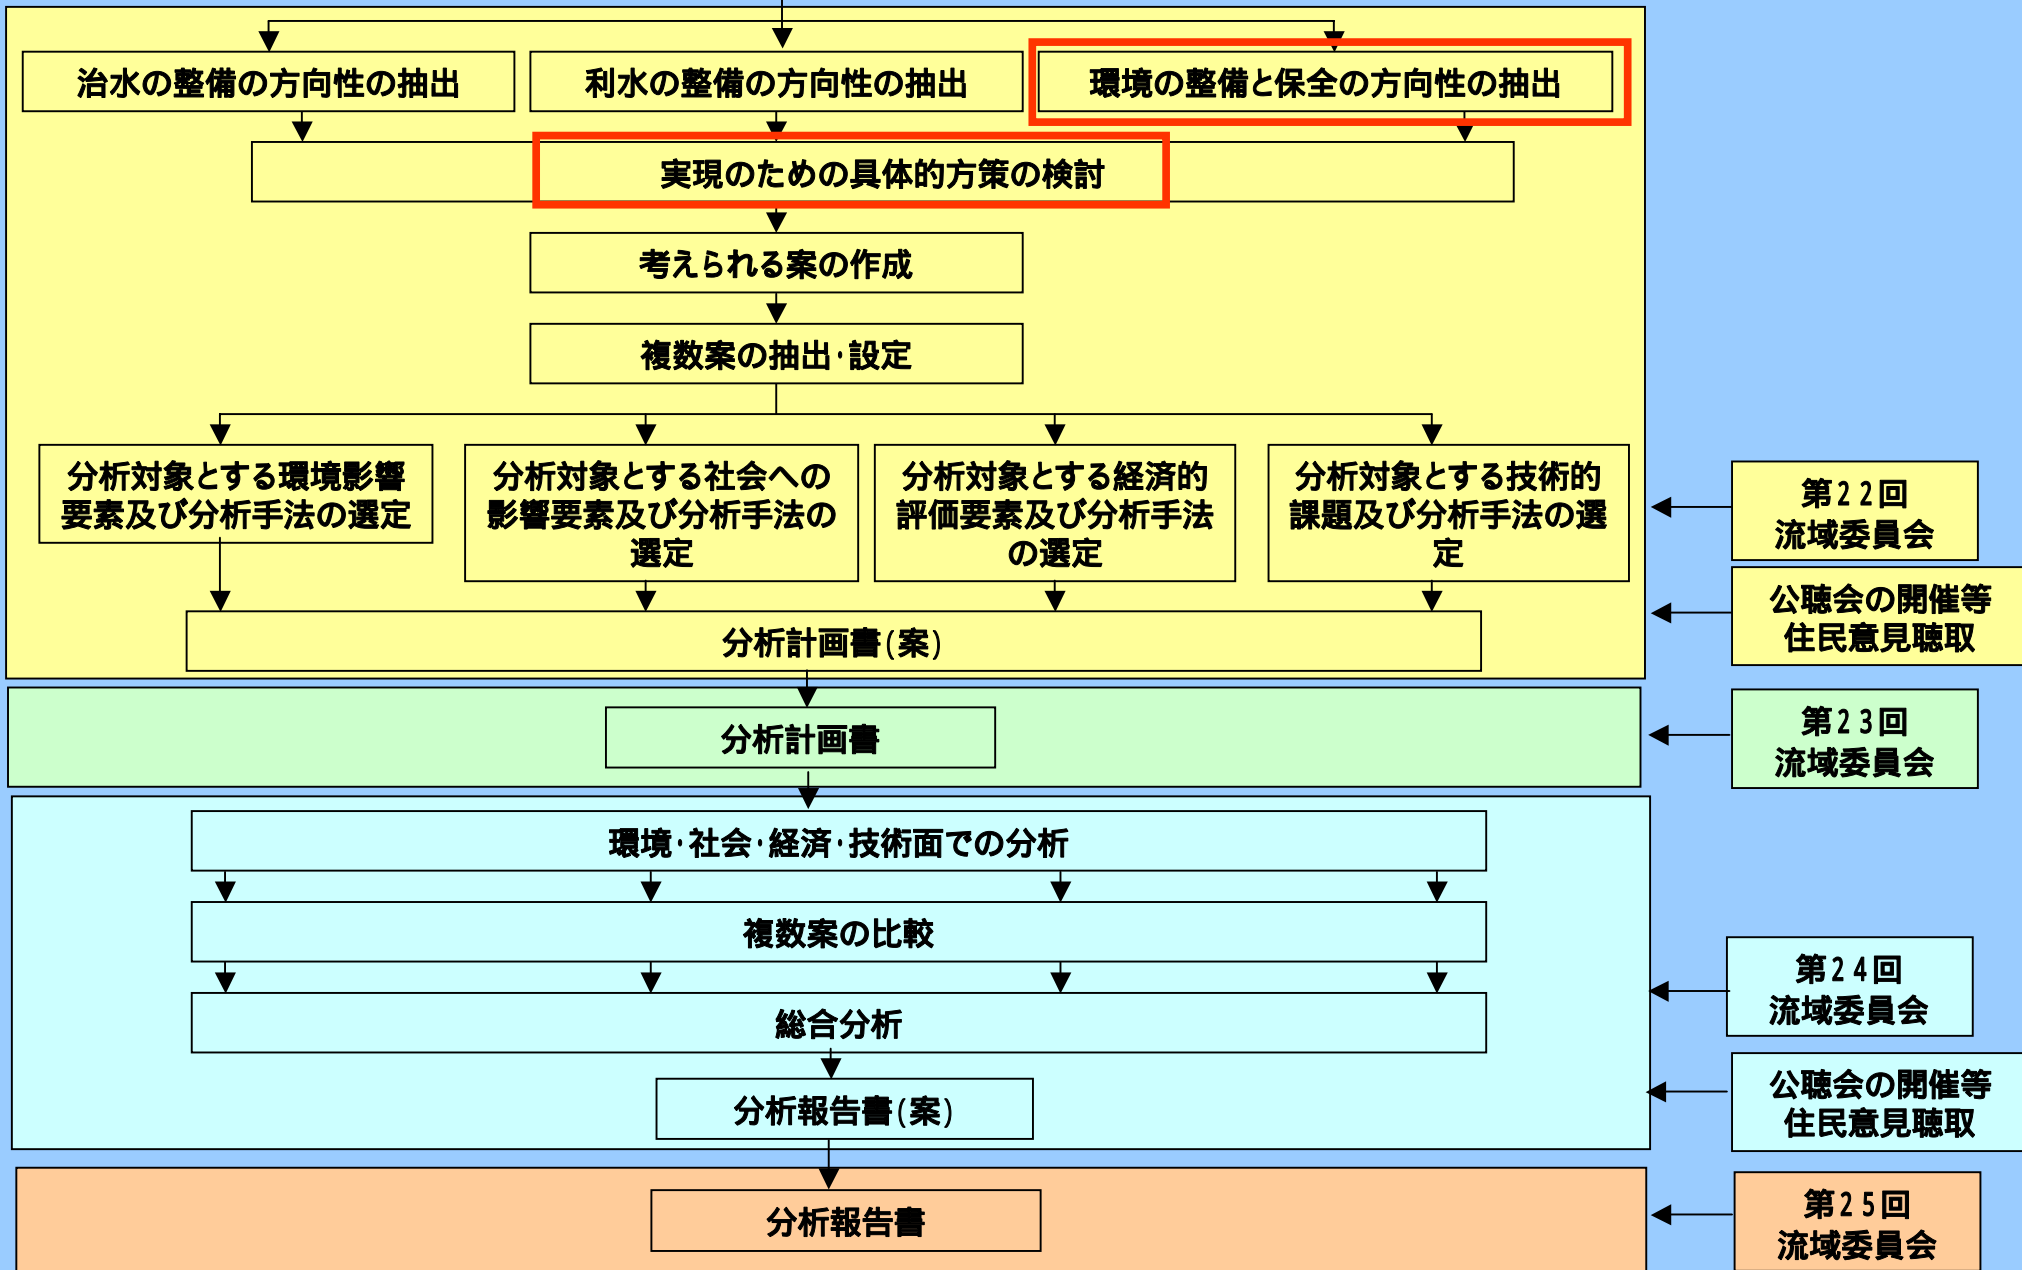 治水の整備の方向性の抽出
利水の整備の方向性の抽出
環境の整備と保全の方向性の抽出
実現のための具体的方策の検討
考えられる案の作成
複数案の抽出・設定
分析対象とする環境影響
要素及び分析手法の選定
分析対象とする社会への
影響要素及び分析手法の
選定
分析対象とする経済的
評価要素及び分析手法
の選定
分析対象とする技術的
課題及び分析手法の選
定
第22回
流域委員会
公聴会の開催等
住民意見聴取
分析計画書(案)
分析計画書
第23回
流域委員会
環境・社会・経済・技術面での分析
複数案の比較
総合分析
第24回
流域委員会
分析報告書(案)
公聴会の開催等
住民意見聴取
分析報告書
第25回
流域委員会